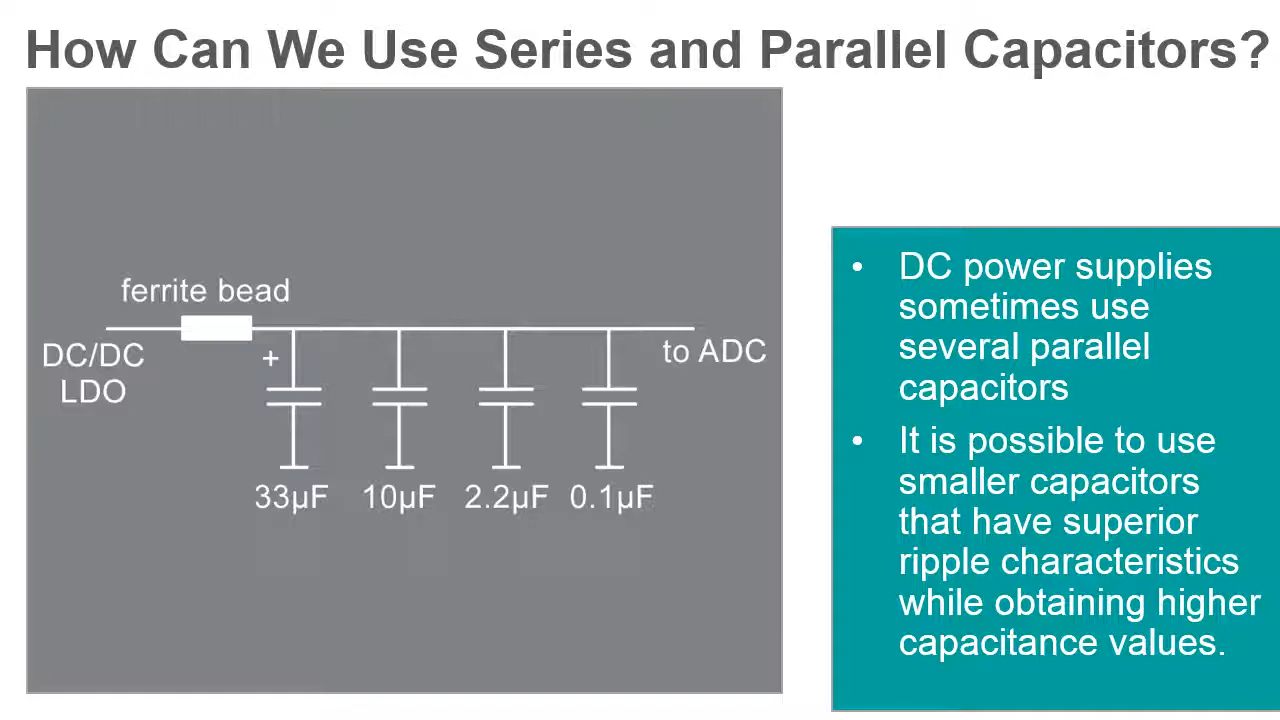 How Can We Use Series and Parallel Capacitors?
ferrite bead
DC/DC
LDO
+
to ADC
33µF 10µF 2.2µF 0.1µF
• DC power supplies
sometimes use
several parallel
capacitors
• It is possible to use
smaller capacitors
that have superior
ripple characteristics
while obtaining higher
capacitance values.